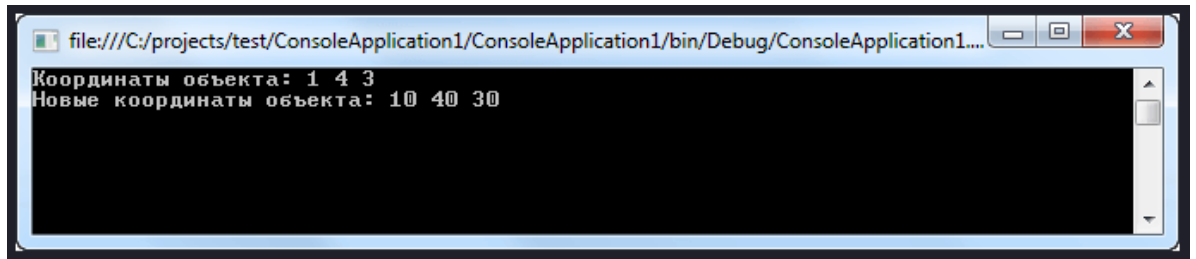 file:///C:/projects/test/ConsoleApplication1/ConsoleApplication1/bin/Debug/ConsoleApplication1....
Координаты объекта: 1 4 3
Новые координаты объекта: 10 40 30